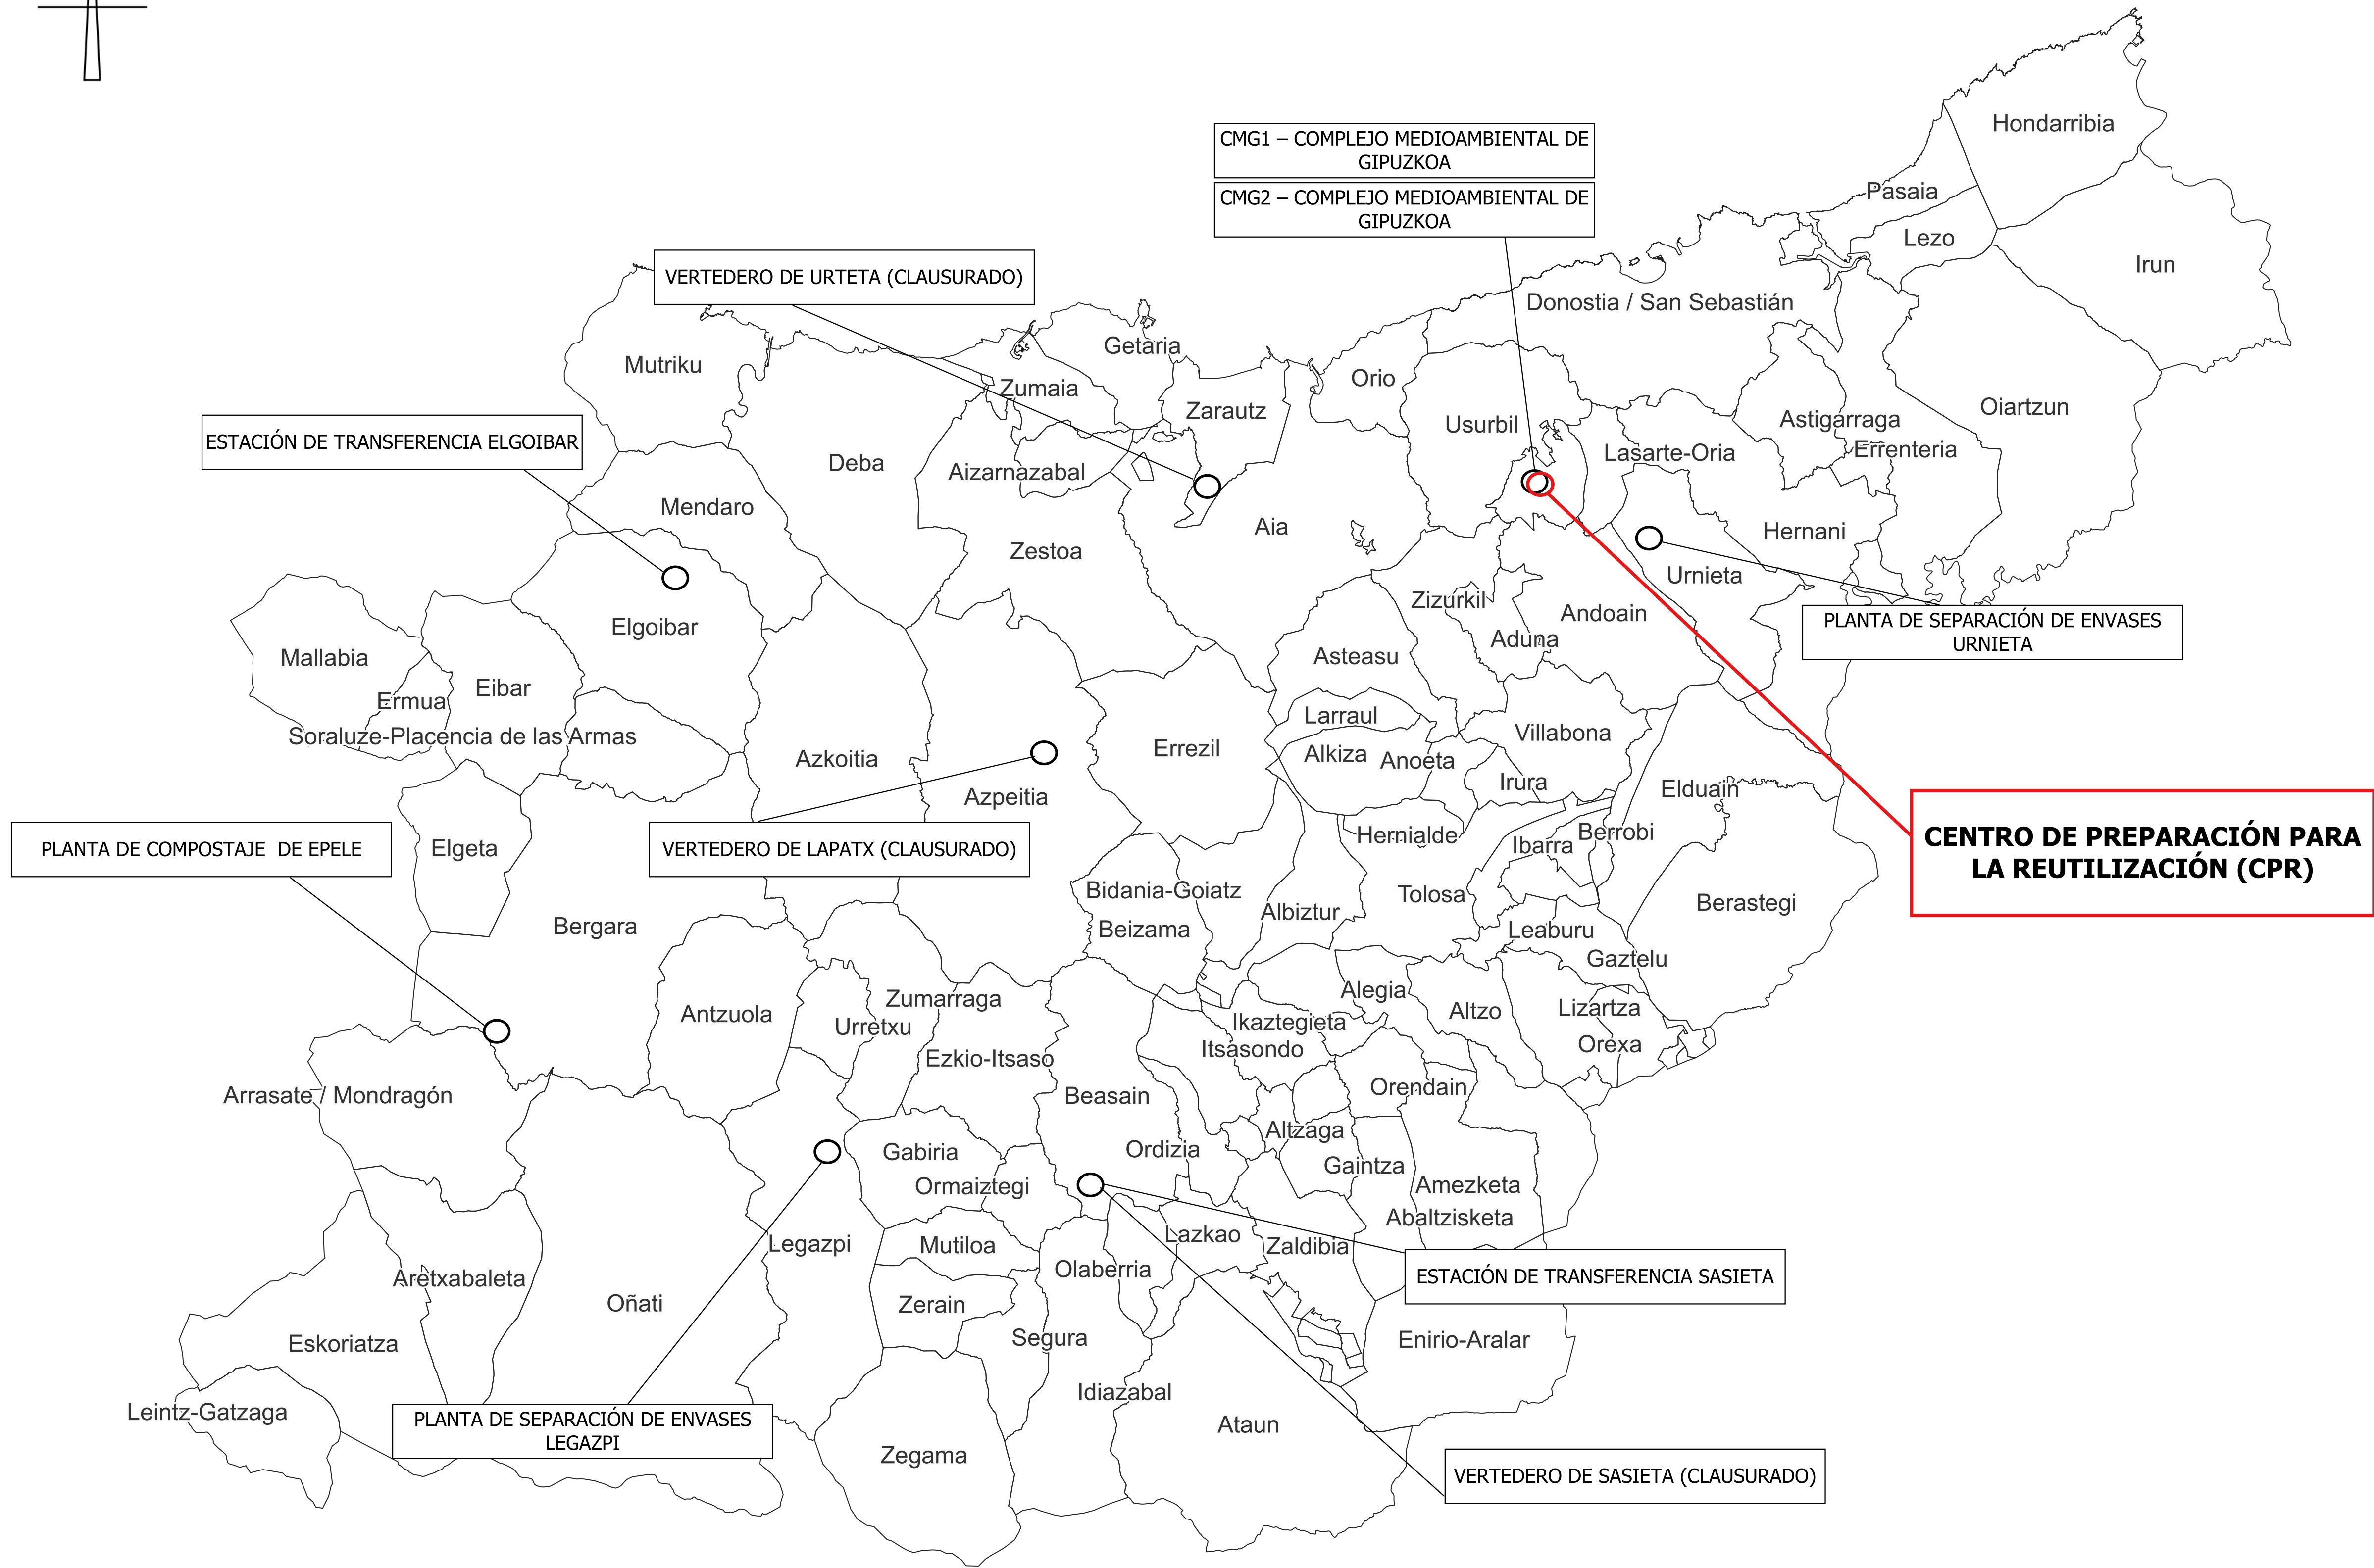 Hondarribia
CMG1 – COMPLEJO MEDIOAMBIENTAL DE
GIPUZKOA
CMG2 – COMPLEJO MEDIOAMBIENTAL DE
GIPUZKOA
Pasaia
Lezo
Irun
VERTEDERO DE URTETA (CLAUSURADO)
Donostia / San Sebastián
Getaria
Mutriku
Zumaia
Orio
Zarautz
Oiartzun
Astigarraga
Usurbil
ESTACIÓN DE TRANSFERENCIA ELGOIBAR
Errenteria
Lasarte-Oria
Deba
Aizarnazabal
Mendaro
Aia
Hernani
Zestoa
Urnieta
Zizurkil
Andoain
PLANTA DE SEPARACIÓN DE ENVASES
URNIETA
Elgoibar
Aduna
Mallabia
Asteasu
Eibar
Ermua
Larraul
Villabona
Soraluze-Placencia de las Armas
Errezil
Alkiza
Anoeta
Azkoitia
Irura
Elduain
Azpeitia
CENTRO DE PREPARACIÓN PARA
LA REUTILIZACIÓN (CPR)
Berrobi
Hernialde
Ibarra
PLANTA DE COMPOSTAJE  DE EPELE
Elgeta
VERTEDERO DE LAPATX (CLAUSURADO)
Bidania-Goiatz
Tolosa
Berastegi
Albiztur
Bergara
Beizama
Leaburu
Gaztelu
Alegia
Zumarraga
Lizartza
Antzuola
Altzo
Urretxu
Ikaztegieta
Itsasondo
Orexa
Ezkio-Itsaso
Orendain
Arrasate / Mondragón
Beasain
Altzaga
Gabiria
Ordizia
Gaintza
Ormaiztegi
Amezketa
Abaltzisketa
Lazkao
Legazpi
Mutiloa
Zaldibia
Olaberria
ESTACIÓN DE TRANSFERENCIA SASIETA
Aretxabaleta
Oñati
Zerain
Segura
Enirio-Aralar
Eskoriatza
Idiazabal
Leintz-Gatzaga
PLANTA DE SEPARACIÓN DE ENVASES
LEGAZPI
Ataun
Zegama
VERTEDERO DE SASIETA (CLAUSURADO)